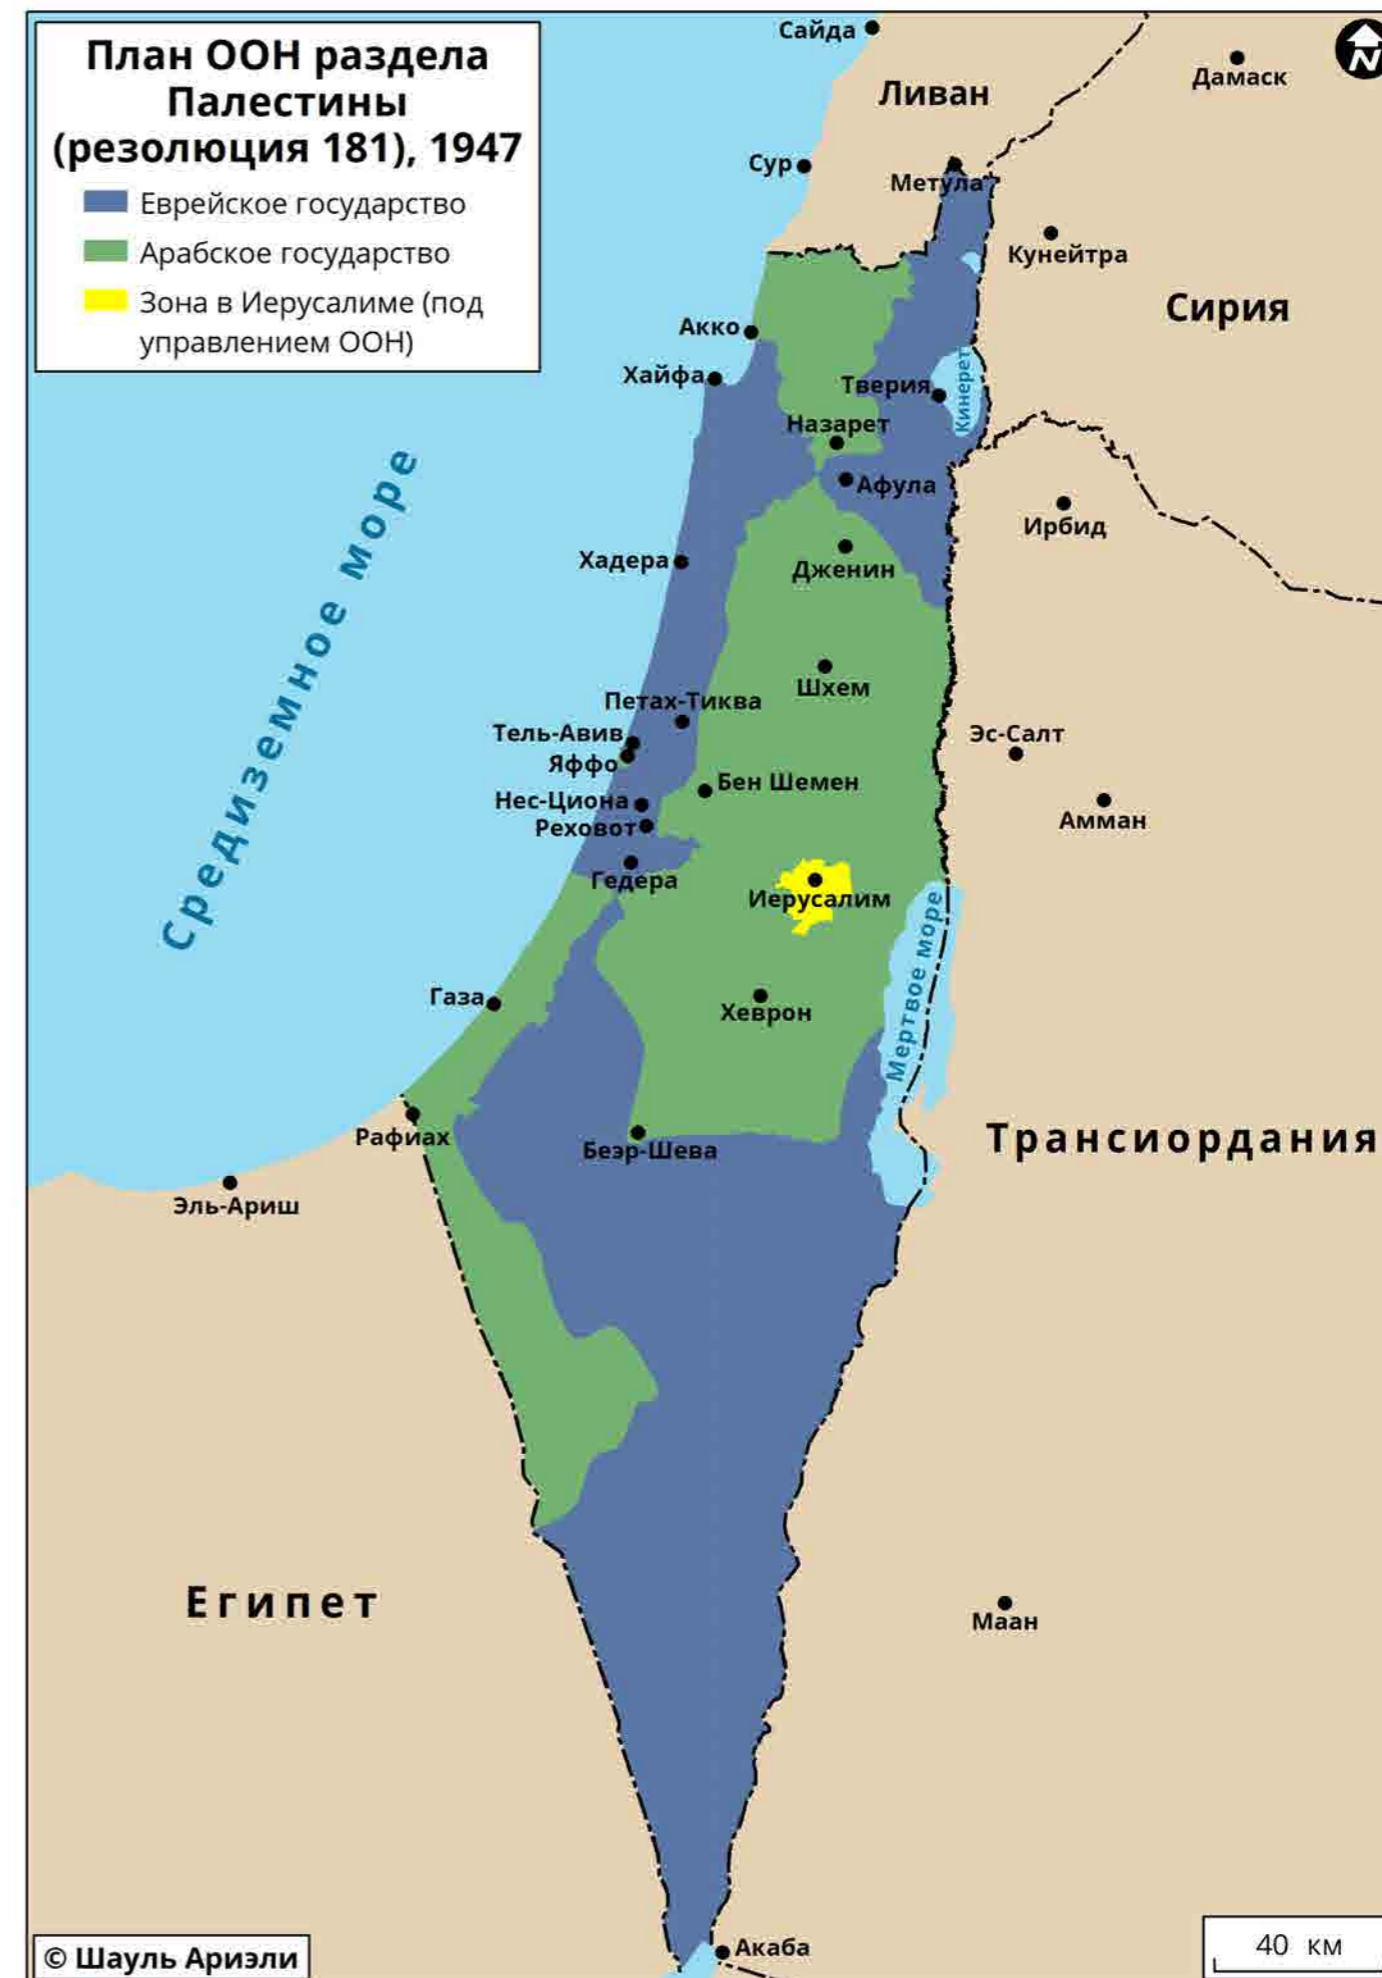 План ООН раздела
Палестины
(резолюция 181), 1947
Еврейское государство
Арабское государство
Зона в Иерусалиме (под
управлением ООН)
Сайда
N
Дамаск
Ливан
Сур
Метула
Кунейтра
Сирия
Акко
Хайфа
Тверия
Кинерет
Назарет
Афула
Ирбид
Средиземное море
Хадера
Дженин
Шхем
Петах-Тиква
Тель-Авив
Яффо
Эс-Салт
Бен Шемен
Нес-Циона
Реховот
Амман
Гедера
Иерусалим
Мертвое море
Газа
Хеврон
Рафиах
Беэр-Шева
Трансиордания
Эль-Ариш
Египет
Маан
Акаба
© Шауль Ариэли
40 км